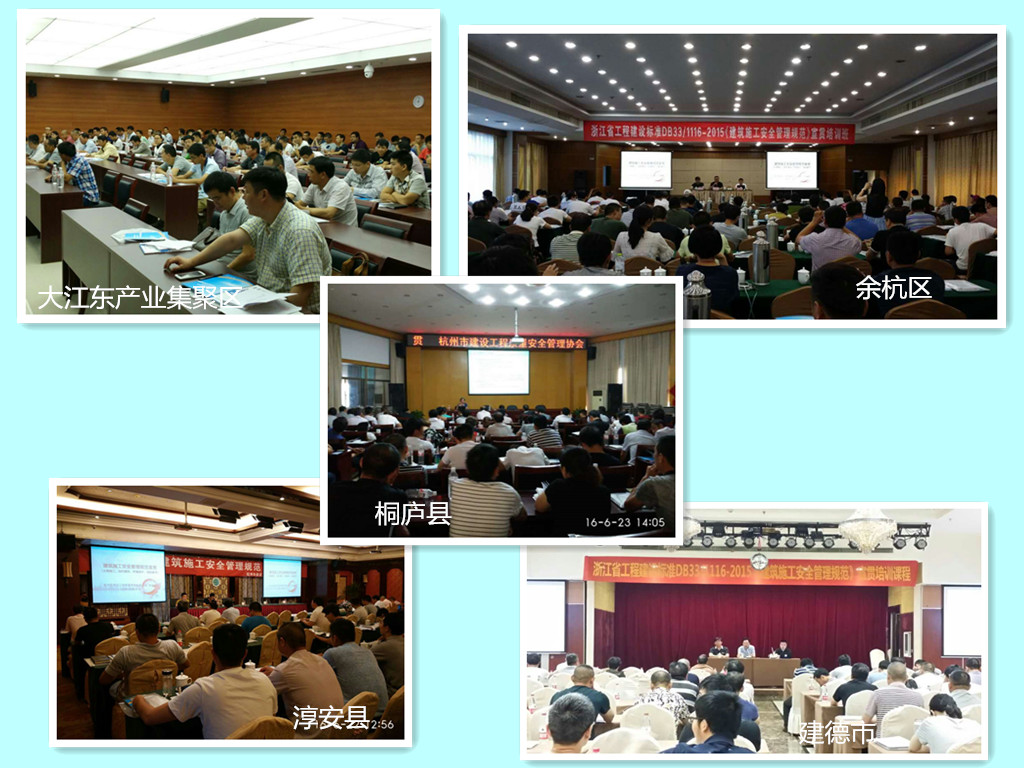 大江东产业集聚区
浙江省工程建设标准DB33/1116-2015《建筑施工安全管理规范》宣贯培训班
余杭区
贯 杭州市建设工程 安全管理协会
桐庐县
16-6-23 14:05
建筑施工安全管理规范
淳安县
2:56
浙江省工程建设标准DB33/1116-2015《建筑施工安全管理规范》宣贯培训课程
建德市